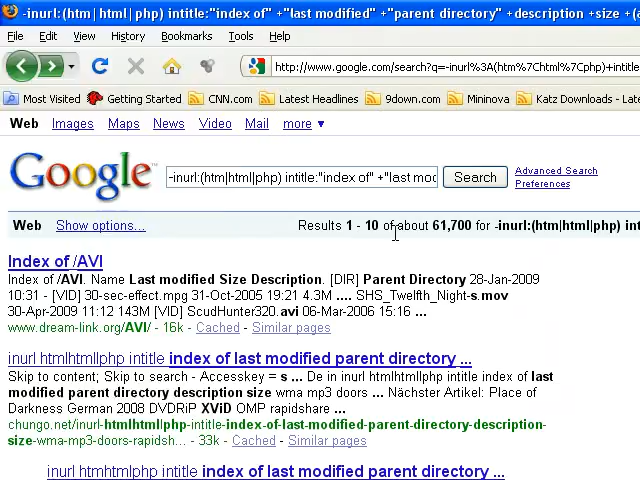 -inurl:(htm|html|php) intitle:"index of" +"last modified" +"parent directory" +description +size +(a
File Edit View History Bookmarks Tools Help
http://www.google.com/search?q=-inurl%3A(htm%7Chtml%7Cphp)+intitle
Most Visited Getting Started CNN.com Latest Headlines 9down.com Mininova Katz Downloads - Late
Web Images Maps News Video Mail more ▼
Google™ -inurl:(htm|html|php) intitle:"index of" +"last mod Search Advanced Search
Preferences
Web Show options... Results 1 - 10 of about 61,700 for -inurl:(htm|html|php) int
Index of /AVI
Index of /AVI. Name Last modified Size Description. [DIR] Parent Directory 28-Jan-2009
10:31 - [VID] 30-sec-effect.mpg 31-Oct-2005 19:21 4.3M .... SHS_Twelfth_Night-s.mov
30-Apr-2009 11:12 143M [VID] ScudHunter320.avi 06-Mar-2006 15:16 ...
www.dream-link.org/AVI/ - 16k - Cached - Similar pages
inurl htmlhtmllphp intitle index of last modified parent directory ...
Skip to content; Skip to search - Accesskey = s ... De in inurl htmlhtmllphp intitle index of last
modified parent directory description size wma mp3 doors ... Nächster Artikel: Place of
Darkness German 2008 DVDRiP XViD OMP rapidshare ...
chungo.net/inurl-htmlhtmllphp-intitle-index-of-last-modified-parent-directory-description-
size-wma-mp3-doors-rapidsh... - 33k - Cached - Similar pages
inurl htmhtmlphp intitle index of last modified parent directory ...